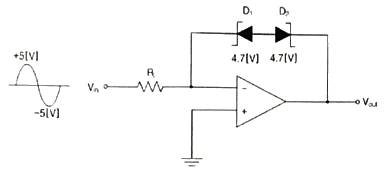 D₁ D₂
+5[V]
4.7[V] 4.7[V]
R
Vin
−
+
Vout
−5[V]